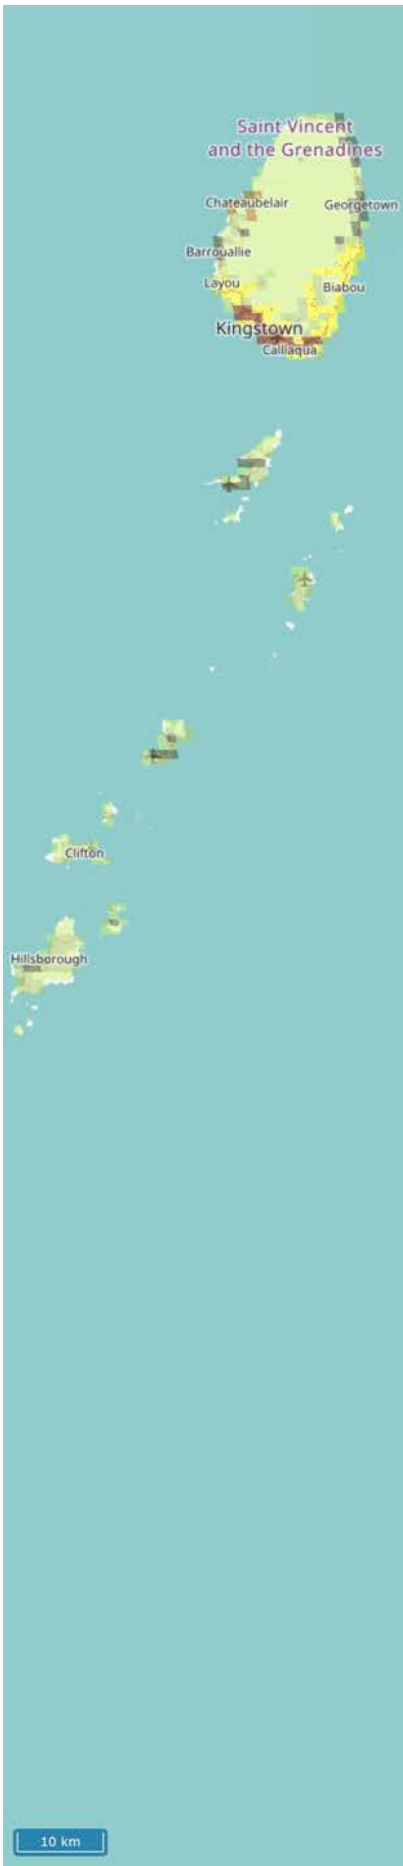 Saint Vincent
and the Grenadines
Chateaubelair
Georgetown
Barrouallie
Layou
Biabou
Kingstown
Calliaqua
Clifton
Hillsborough
10 km